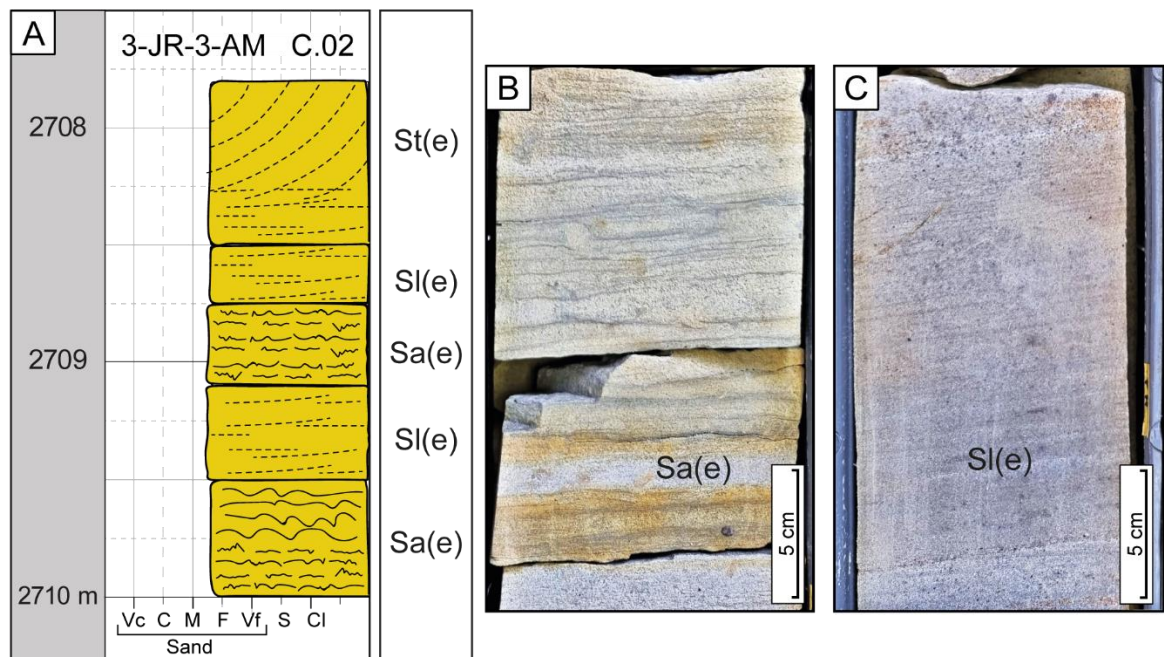 A
3-JR-3-AM C.02
2708
2709
2710 m
Vc C M F Vf S Cl
Sand
St(e)
Sl(e)
Sa(e)
Sl(e)
Sa(e)
B
Sa(e)
5 cm
C
Sl(e)
5 cm